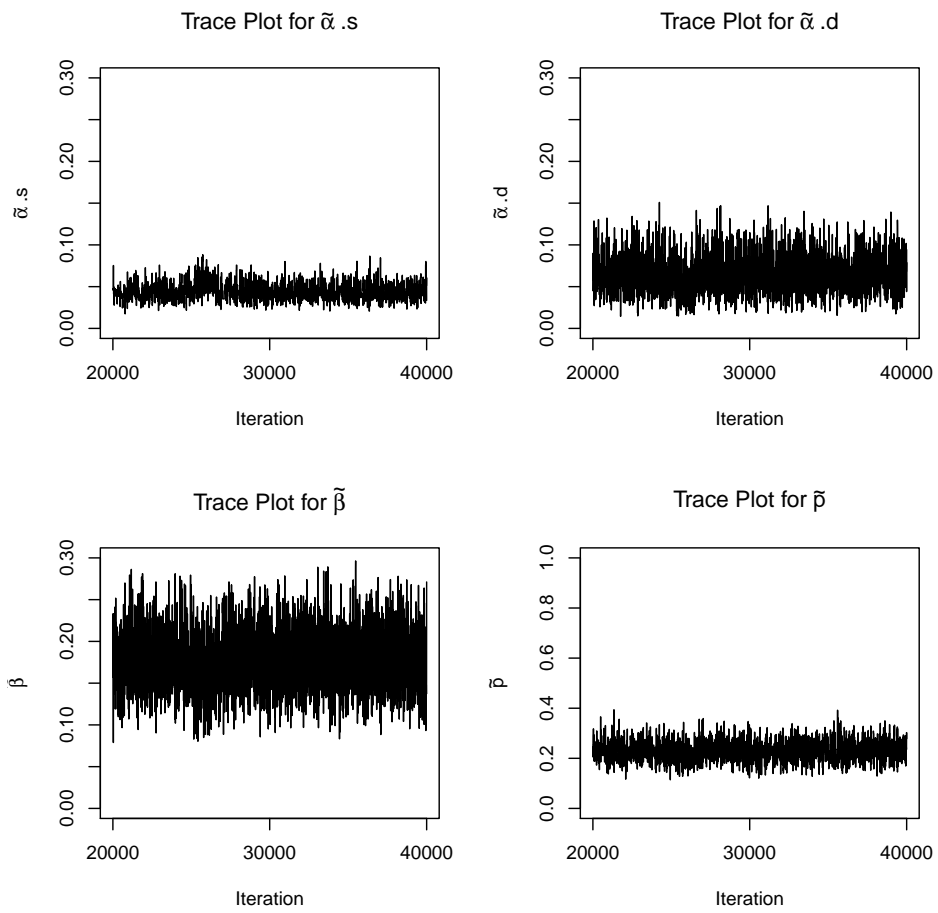 Trace Plot for α̃ .s
0.30
0.20
0.10
0.00
α̃ .s
20000 30000 40000
Iteration
Trace Plot for α̃ .d
0.30
0.20
0.10
0.00
α̃ .d
20000 30000 40000
Iteration
Trace Plot for β̃
0.30
0.20
0.10
0.00
β̃
20000 30000 40000
Iteration
Trace Plot for p̃
1.0
0.8
0.6
0.4
0.2
0.0
p̃
20000 30000 40000
Iteration